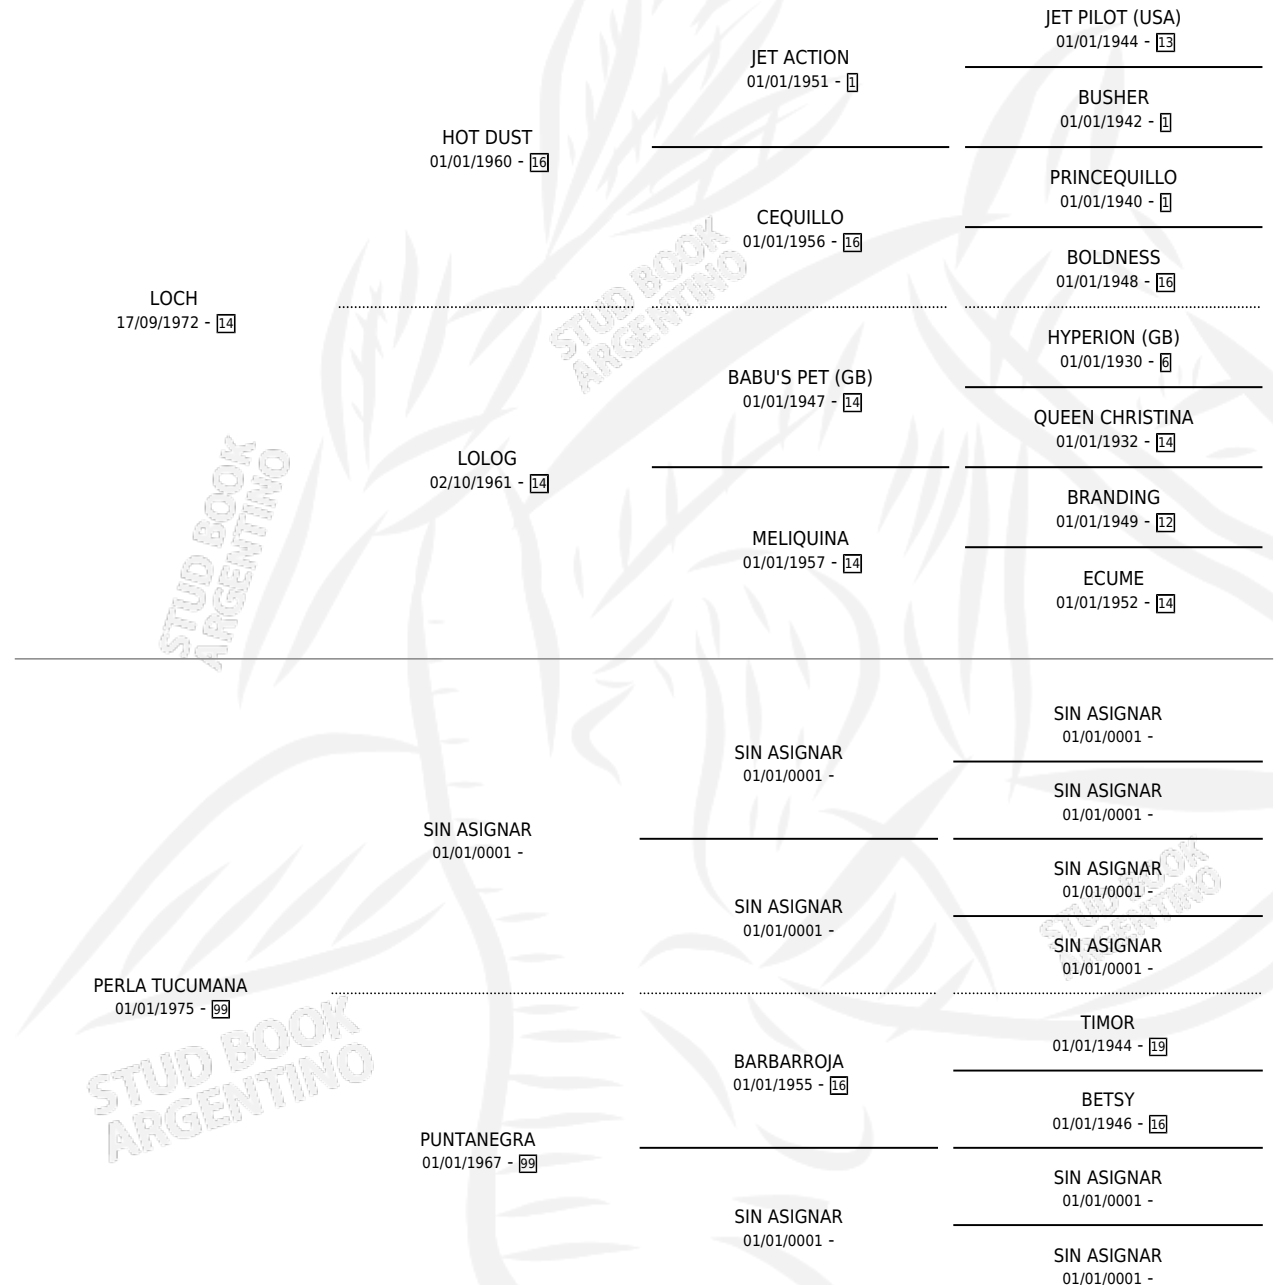 JET PILOT (USA)
01/01/1944 - 13
JET ACTION
01/01/1951 - 1
BUSHER
01/01/1942 - 1
HOT DUST
01/01/1960 - 16
PRINCEQUILLO
01/01/1940 - 1
CEQUILLO
01/01/1956 - 16
BOLDNESS
01/01/1948 - 16
LOCH
17/09/1972 - 14
HYPERION (GB)
01/01/1930 - 6
BABU'S PET (GB)
01/01/1947 - 14
QUEEN CHRISTINA
01/01/1932 - 14
LOLOG
02/10/1961 - 14
BRANDING
01/01/1949 - 12
MELIQUINA
01/01/1957 - 14
ECUME
01/01/1952 - 14
SIN ASIGNAR
01/01/0001 -
SIN ASIGNAR
01/01/0001 -
SIN ASIGNAR
01/01/0001 -
SIN ASIGNAR
01/01/0001 -
SIN ASIGNAR
01/01/0001 -
SIN ASIGNAR
01/01/0001 -
SIN ASIGNAR
01/01/0001 -
PERLA TUCUMANA
01/01/1975 - 99
TIMOR
01/01/1944 - 19
BARBARROJA
01/01/1955 - 16
BETSY
01/01/1946 - 16
PUNTANEGRA
01/01/1967 - 99
SIN ASIGNAR
01/01/0001 -
SIN ASIGNAR
01/01/0001 -
SIN ASIGNAR
01/01/0001 -
STUD BOOK
ARGENTINO
STUD BOOK
ARGENTINO
STUD BOOK
ARGENTINO
STUD BOOK
ARGENTINO